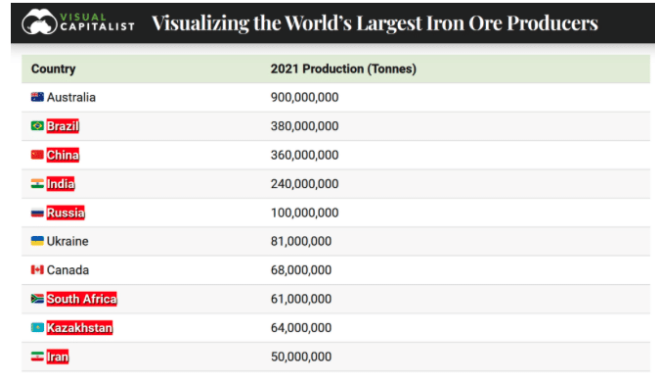 VISUAL CAPITALIST Visualizing the World's Largest Iron Ore Producers
Country 2021 Production (Tonnes)
Australia 900,000,000
Brazil 380,000,000
China 360,000,000
India 240,000,000
Russia 100,000,000
Ukraine 81,000,000
Canada 68,000,000
South Africa 61,000,000
Kazakhstan 64,000,000
Iran 50,000,000